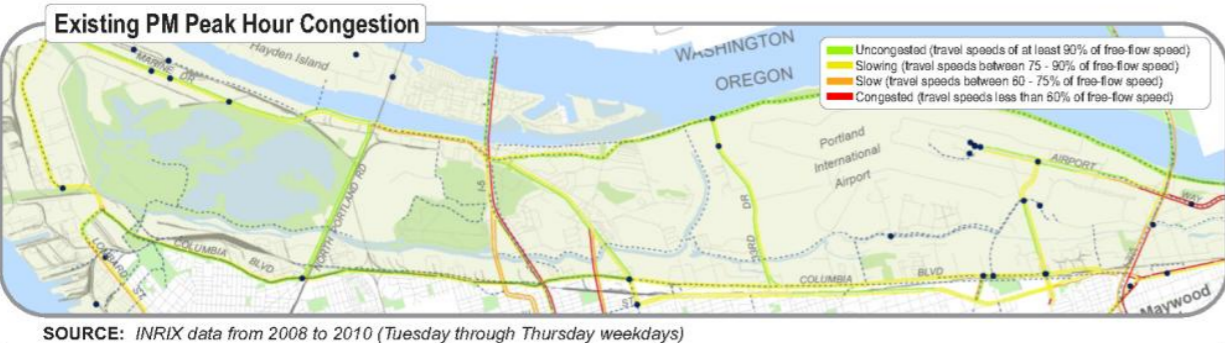 Existing PM Peak Hour Congestion
Hayden Island
MARINE DR
WASHINGTON
OREGON
Uncongested (travel speeds of at least 90% of free-flow speed)
Slowing (travel speeds between 75 - 90% of free-flow speed)
Slow (travel speeds between 60 - 75% of free-flow speed)
Congested (travel speeds less than 60% of free-flow speed)
Portland
International
Airport
AIRPORT
WAY
NORTH PORTLAND RD
I-5
33RD
DR
LOMBARD
ST
COLUMBIA
BLVD
COLUMBIA
BLVD
Maywood
SOURCE: INRIX data from 2008 to 2010 (Tuesday through Thursday weekdays)